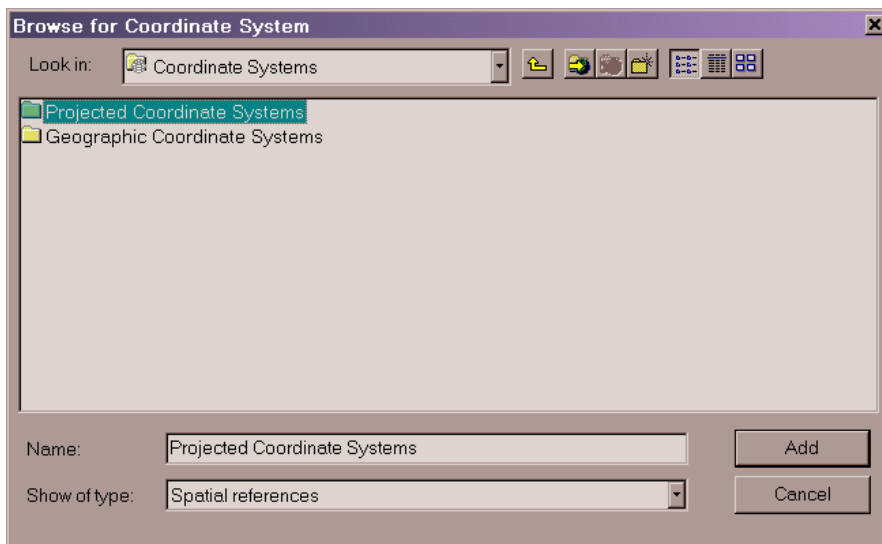 Browse for Coordinate System
Look in: Coordinate Systems
Projected Coordinate Systems
Geographic Coordinate Systems
Name: Projected Coordinate Systems Add
Show of type: Spatial references Cancel